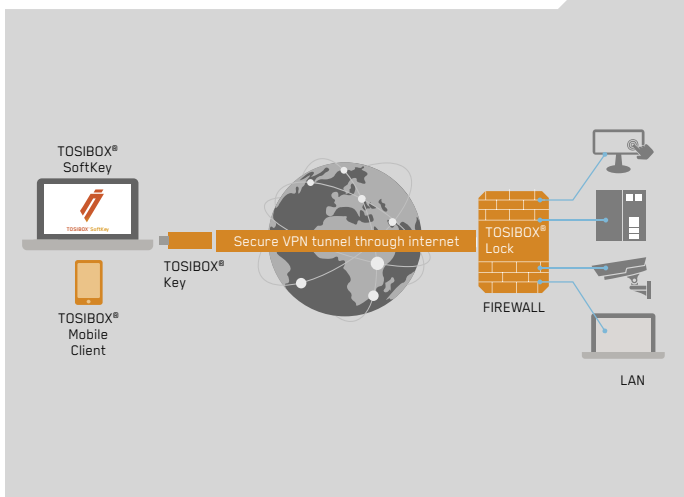 TOSIBOX®
SoftKey
TOSIBOX® SoftKey
TOSIBOX®
Key
TOSIBOX®
Mobile
Client
Secure VPN tunnel through internet
TOSIBOX®
Lock
FIREWALL
LAN